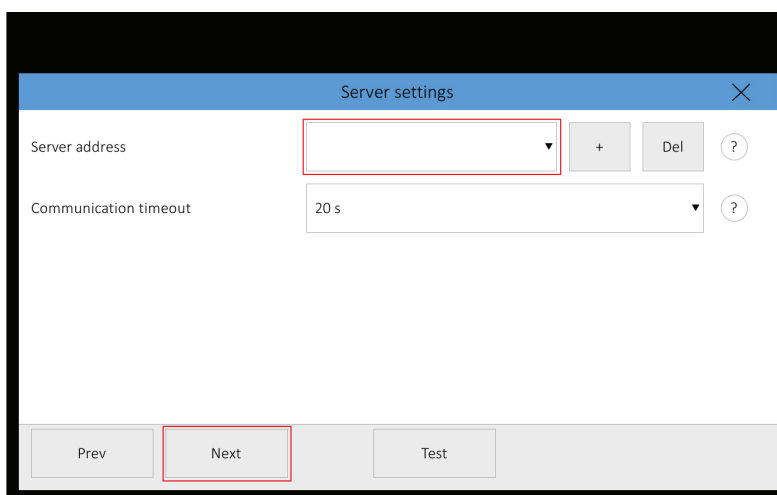 Server settings
Server address + Del ?
Communication timeout 20 s ?
Prev Next Test